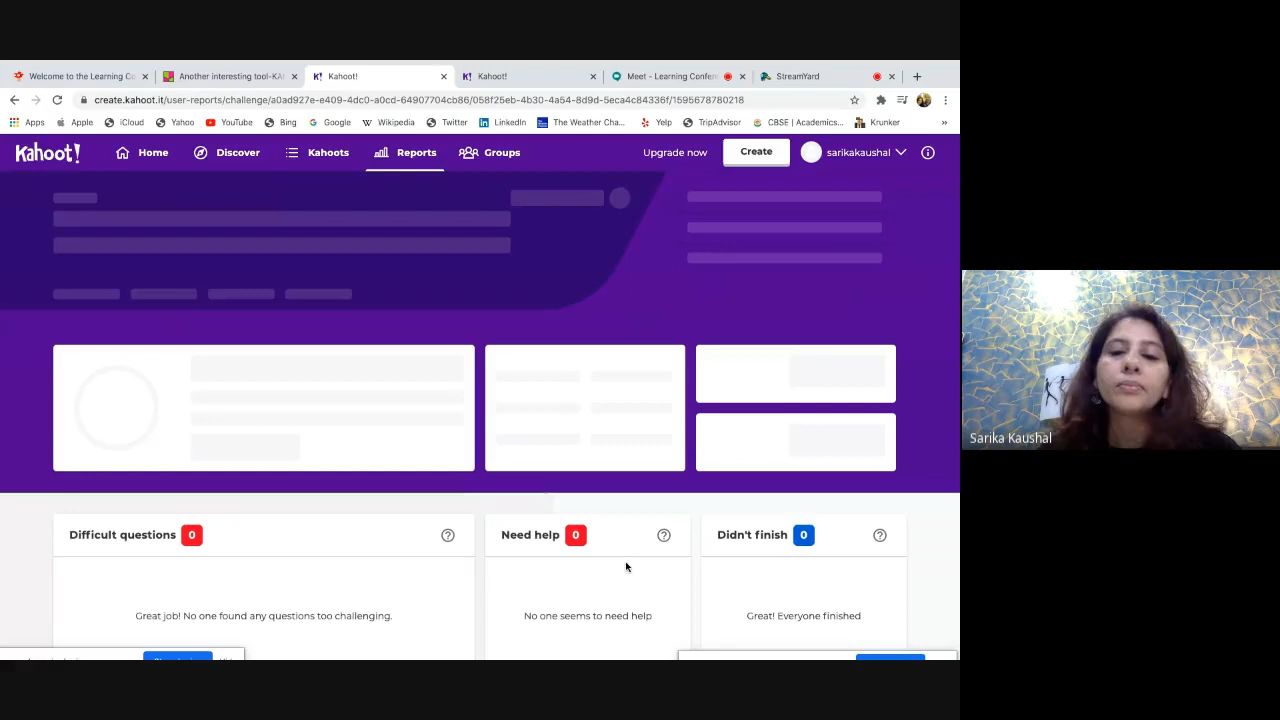 Welcome to the Learning Co
Another interesting tool-KA
Kahoot!
Kahoot!
Meet - Learning Confere
StreamYard
create.kahoot.it/user-reports/challenge/a0ad927e-e409-4dc0-a0cd-64907704cb86/058f25eb-4b30-4a54-8d9d-5eca4c84336f/1595678780218
Apps Apple iCloud Yahoo YouTube Bing Google Wikipedia Twitter LinkedIn The Weather Cha... Yelp TripAdvisor CBSE | Academics... Krunker »
Kahoot! Home Discover Kahoots Reports Groups Upgrade now Create sarikakaushal
Difficult questions 0
Need help 0
Didn't finish 0
Great job! No one found any questions too challenging.
No one seems to need help
Great! Everyone finished
Sarika Kaushal